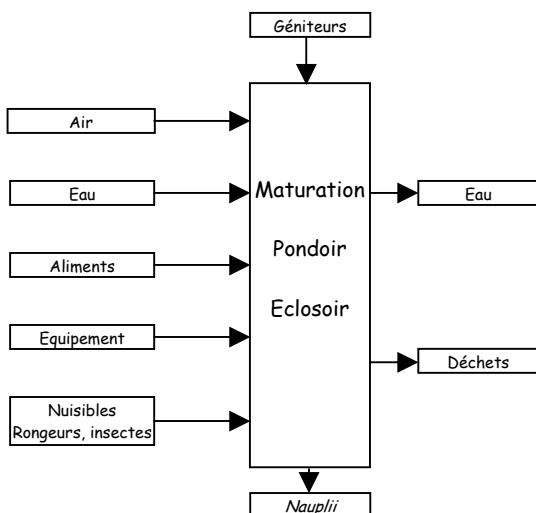 Géniteurs
Air
Eau
Aliments
Equipement
Nuisibles
Rongeurs, insectes
Maturation
Pondoir
Eclosoir
Eau
Déchets
Nauplii